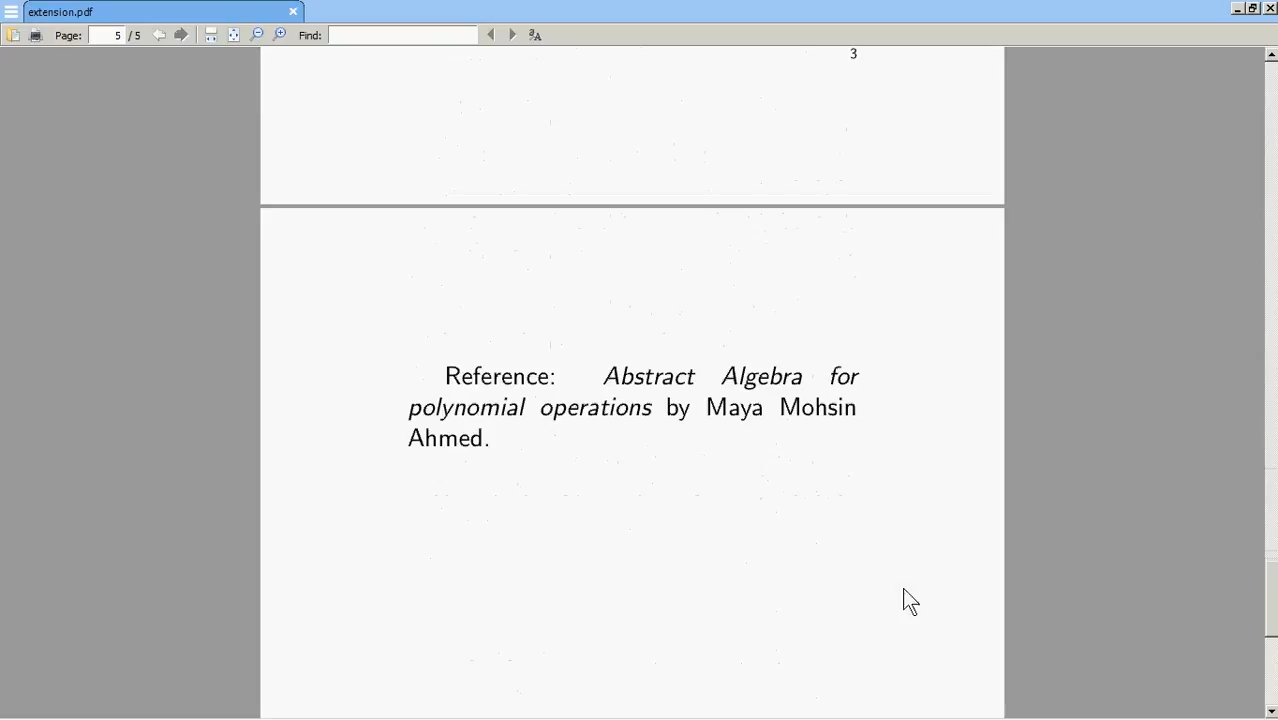 extension.pdf
Page: 5 / 5 Find:
3
Reference: Abstract Algebra for
polynomial operations by Maya Mohsin
Ahmed.